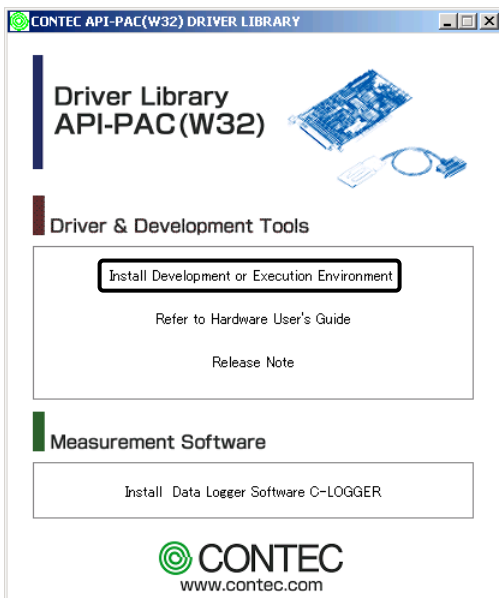 CONTEC API-PAC(W32) DRIVER LIBRARY
Driver Library
API-PAC(W32)
Driver & Development Tools
Install Development or Execution Environment
Refer to Hardware User's Guide
Release Note
Measurement Software
Install Data Logger Software C-LOGGER
CONTEC
www.contec.com